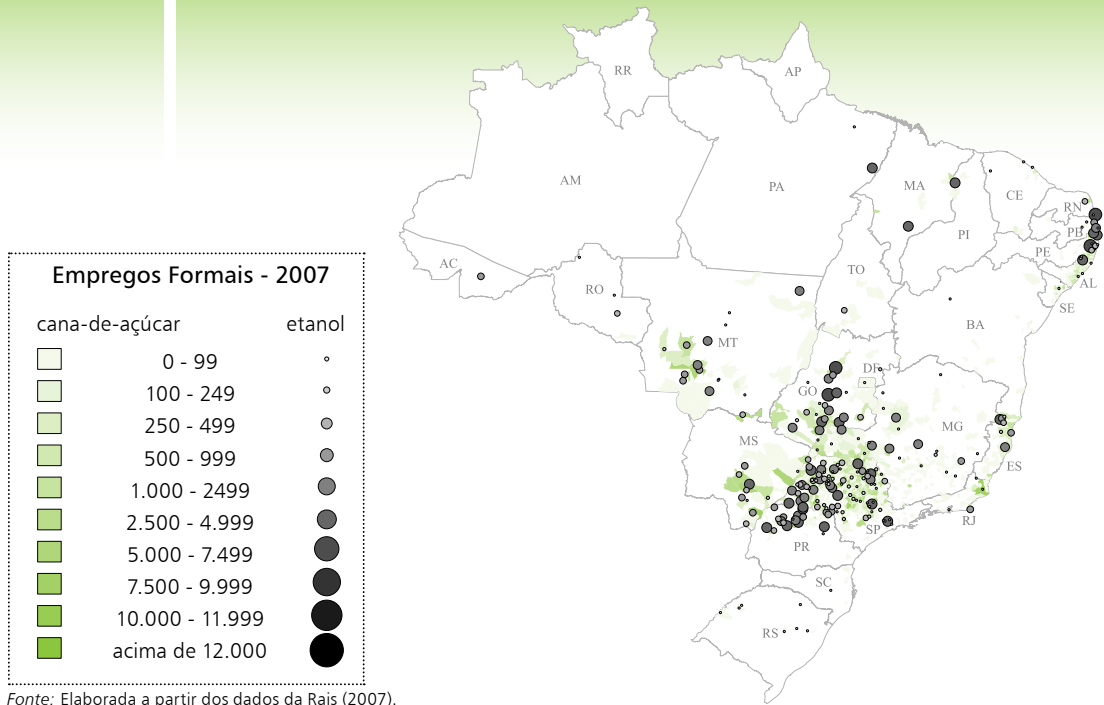 Empregos Formais - 2007
cana-de-açúcar etanol
0 - 99
100 - 249
250 - 499
500 - 999
1.000 - 2499
2.500 - 4.999
5.000 - 7.499
7.500 - 9.999
10.000 - 11.999
acima de 12.000
Fonte: Elaborada a partir dos dados da Rais (2007).
RR
AP
AM
PA
MA
CE
RN
PB
PI
PE
AC
TO
AL
RO
SE
BA
MT
DF
GO
MG
MS
ES
SP
RJ
PR
SC
RS